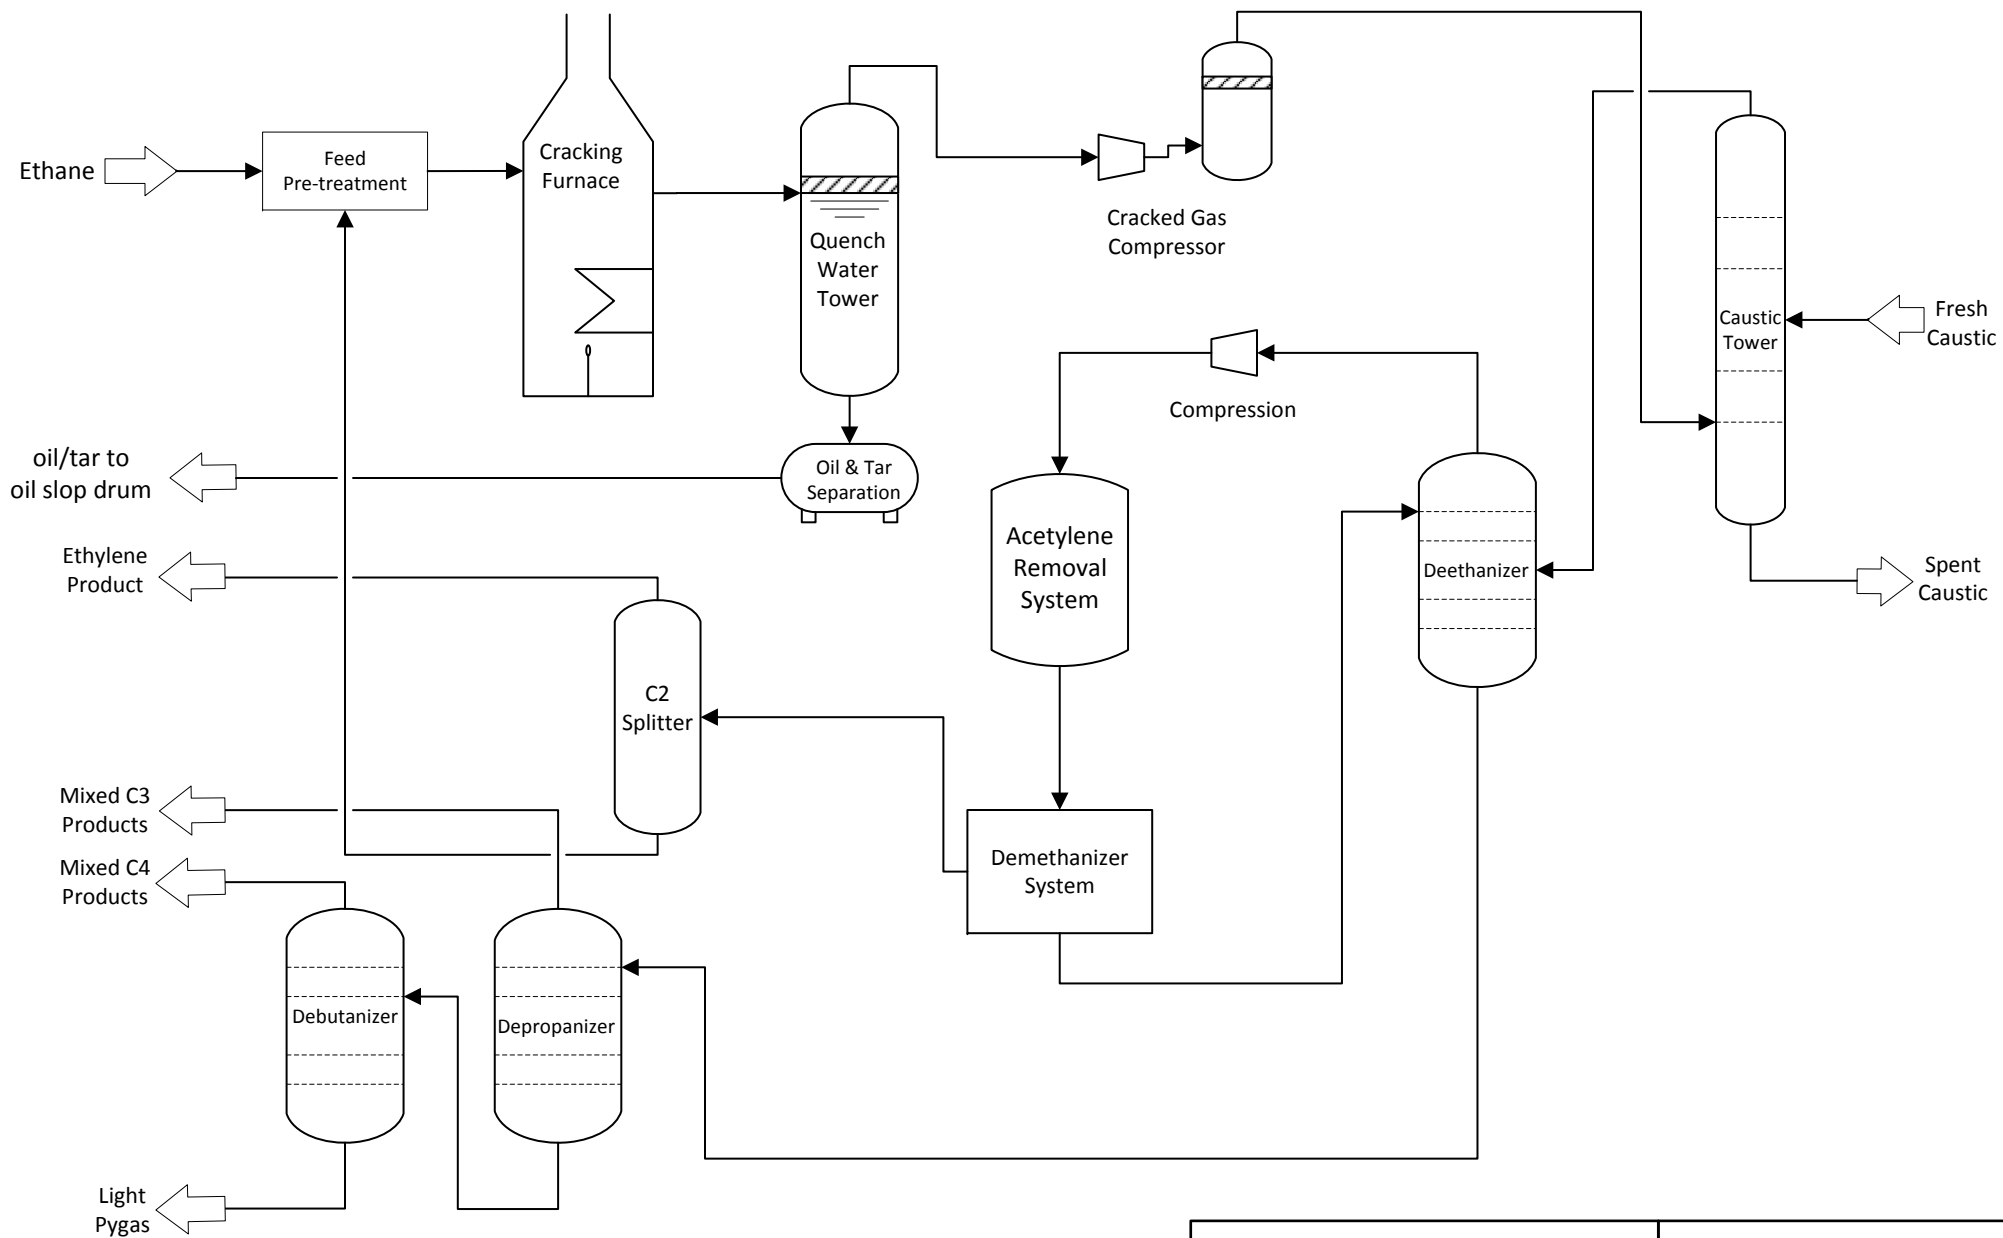 Ethane
Feed
Pre-treatment
Cracking
Furnace
Quench
Water
Tower
Cracked Gas
Compressor
Caustic
Tower
Fresh
Caustic
Compression
oil/tar to
oil slop drum
Oil & Tar
Separation
Acetylene
Removal
System
Deethanizer
Spent
Caustic
Ethylene
Product
C2
Splitter
Mixed C3
Products
Mixed C4
Products
Demethanizer
System
Debutanizer
Depropanizer
Light
Pygas